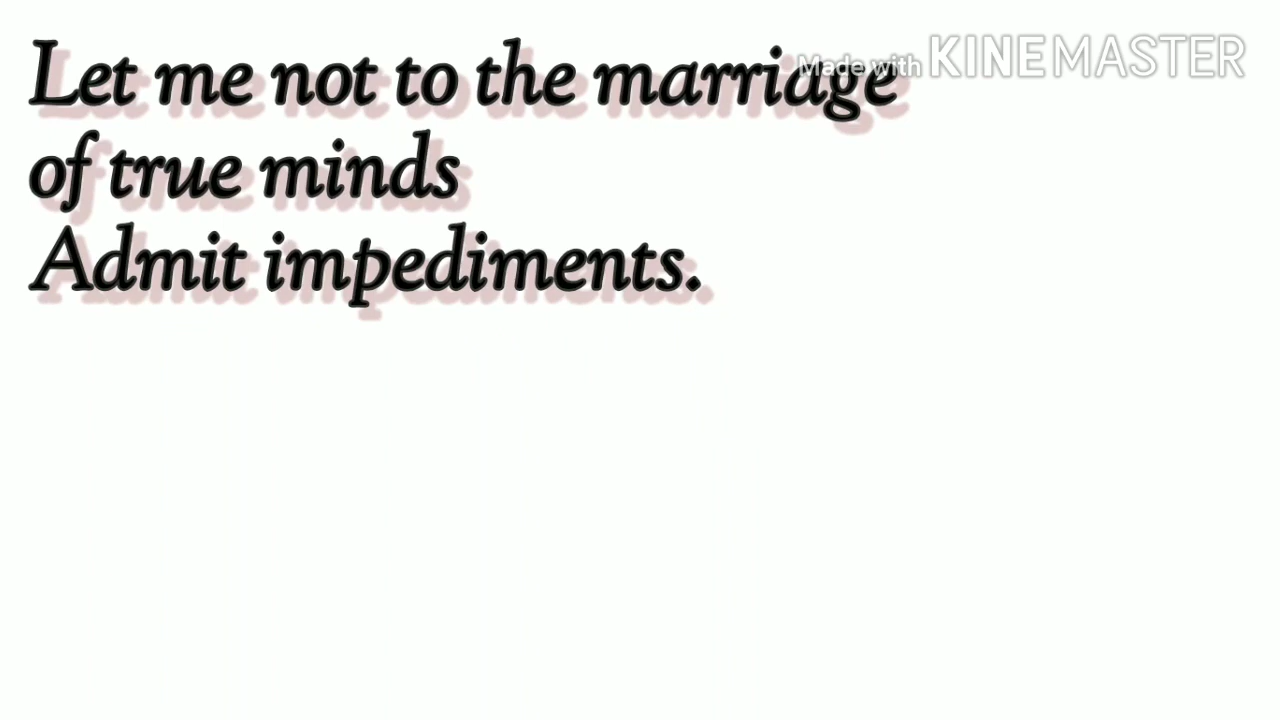 Let me not to the marriage
Made with KINEMASTER
of true minds
Admit impediments.